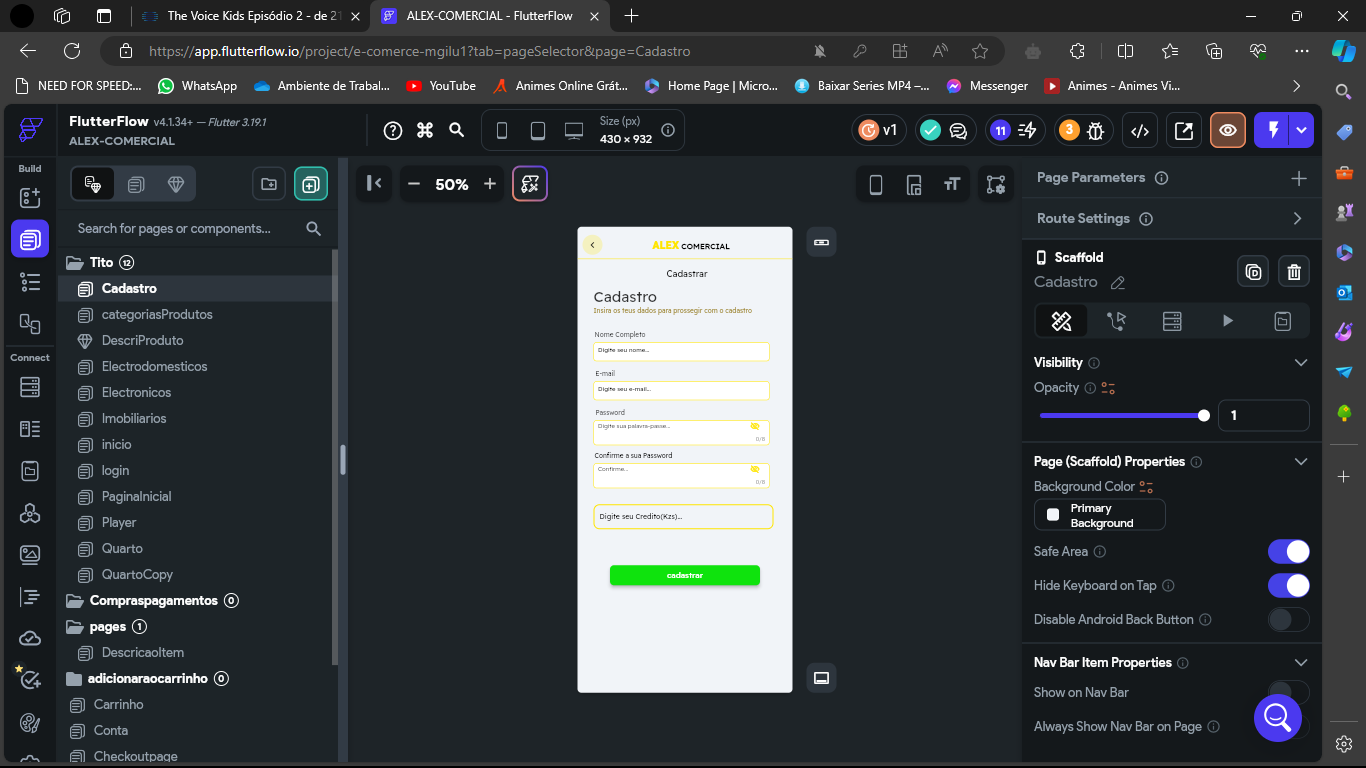 The Voice Kids Episódio 2 - de 21
ALEX-COMERCIAL - FlutterFlow
https://app.flutterflow.io/project/e-comerce-mgilu1?tab=pageSelector&page=Cadastro
NEED FOR SPEED:...
WhatsApp
Ambiente de Trabal...
YouTube
Animes Online Grát...
Home Page | Micro...
Baixar Series MP4 –...
Messenger
Animes - Animes Vi...
FlutterFlow v4.1.34+ — Flutter 3.19.1
ALEX-COMERCIAL
Size (px)
430 × 932
v1
11
3
Build
Connect
50%
Search for pages or components...
Tito 12
Cadastro
categoriasProdutos
DescriProduto
Electrodomesticos
Electronicos
Imobiliarios
inicio
login
PaginaInicial
Player
Quarto
QuartoCopy
Compraspagamentos 0
pages 1
DescricaoItem
adicionaraocarrinho 0
Carrinho
Conta
Checkoutpage
ALEX COMERCIAL
Cadastrar
Cadastro
Insira os teus dados para prossegir com o cadastro
Nome Completo
Digite seu nome...
E-mail
Digite seu e-mail...
Password
Digite sua palavra-passe...
0/8
Confirme a sua Password
Confirme...
0/8
Digite seu Credito(Kzs)...
cadastrar
Page Parameters
Route Settings
Scaffold
Cadastro
Visibility
Opacity
1
Page (Scaffold) Properties
Background Color
Primary
Background
Safe Area
Hide Keyboard on Tap
Disable Android Back Button
Nav Bar Item Properties
Show on Nav Bar
Always Show Nav Bar on Page